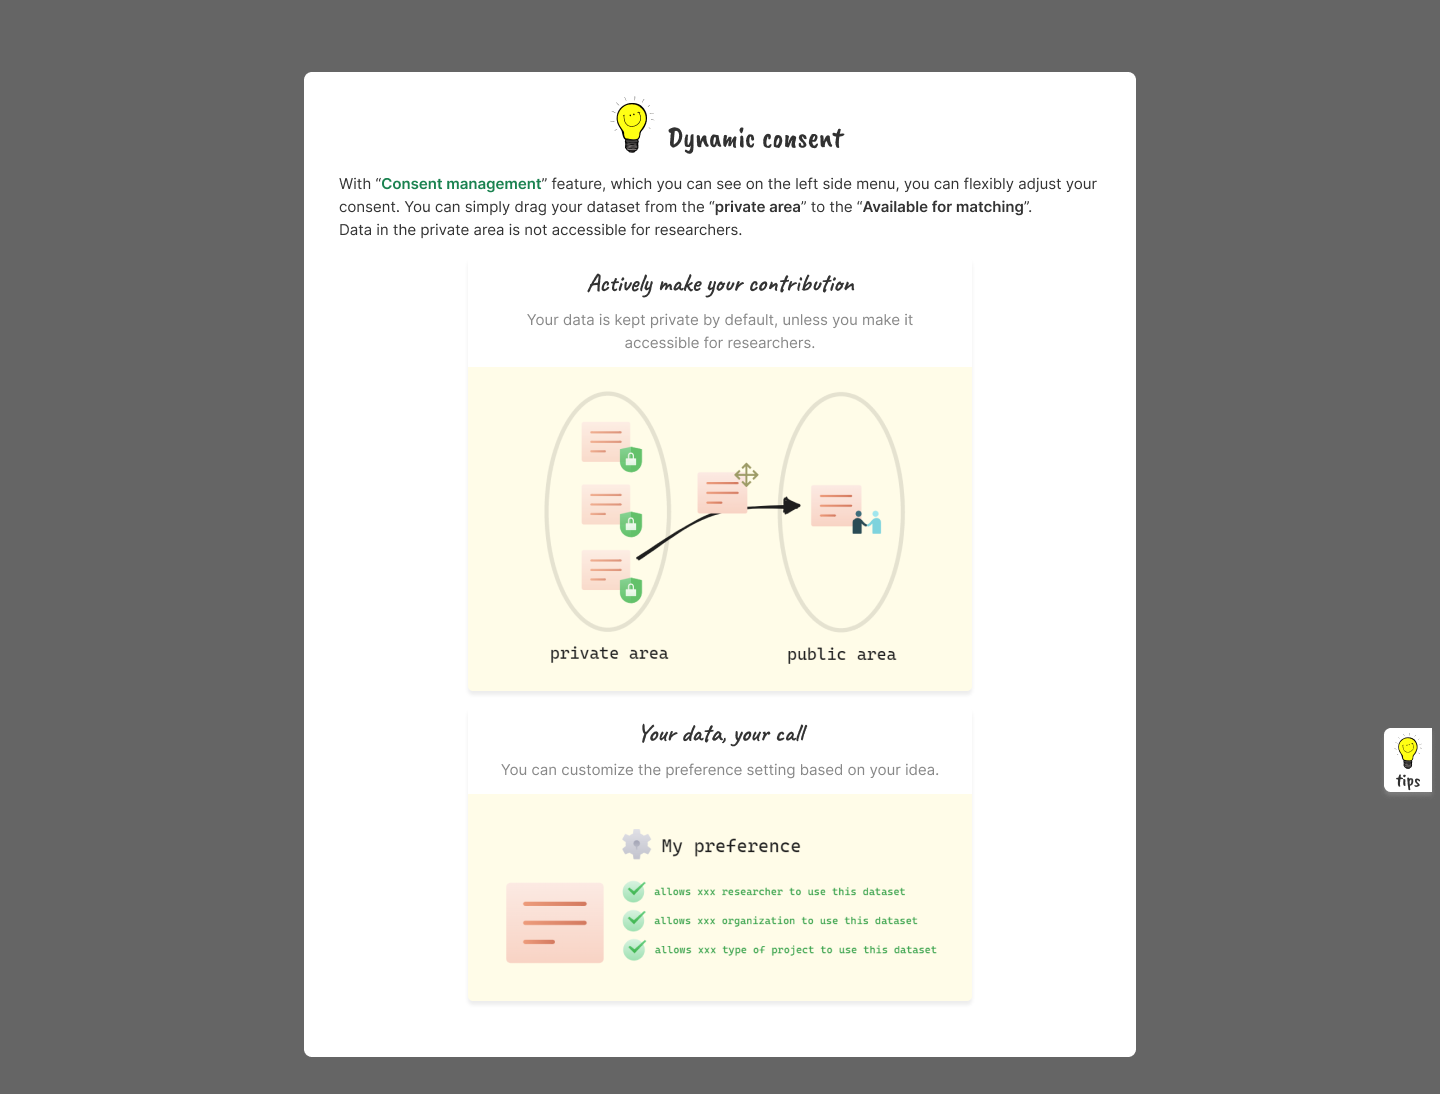 Dynamic consent
With “Consent management” feature, which you can see on the left side menu, you can flexibly adjust your
consent. You can simply drag your dataset from the “private area” to the “Available for matching”.
Data in the private area is not accessible for researchers.
Actively make your contribution
Your data is kept private by default, unless you make it
accessible for researchers.
private area
public area
Your data, your call
You can customize the preference setting based on your idea.
My preference
allows xxx researcher to use this dataset
allows xxx organization to use this dataset
allows xxx type of project to use this dataset
tips